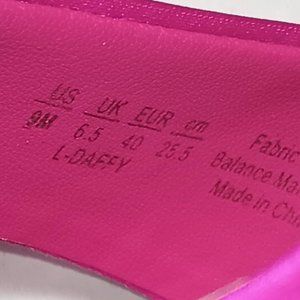 US UK EUR cm
9M 6.5 40 25.5
L-DAFFY
Fabric
Balance Ma
Made in Chi